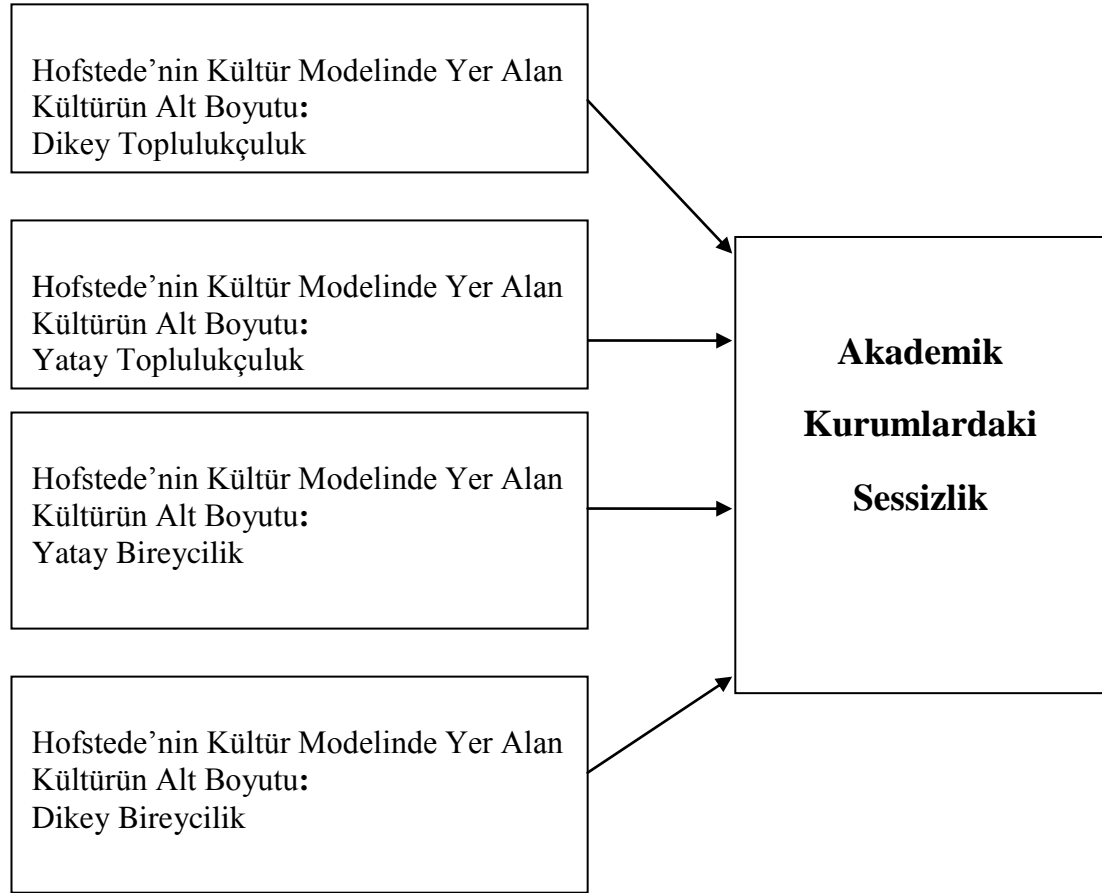 Hofstede’nin Kültür Modelinde Yer Alan
Kültürün Alt Boyutu:
Dikey Toplulukçuluk
Hofstede’nin Kültür Modelinde Yer Alan
Kültürün Alt Boyutu:
Yatay Toplulukçuluk
Hofstede’nin Kültür Modelinde Yer Alan
Kültürün Alt Boyutu:
Yatay Bireycilik
Hofstede’nin Kültür Modelinde Yer Alan
Kültürün Alt Boyutu:
Dikey Bireycilik
Akademik
Kurumlardaki
Sessizlik